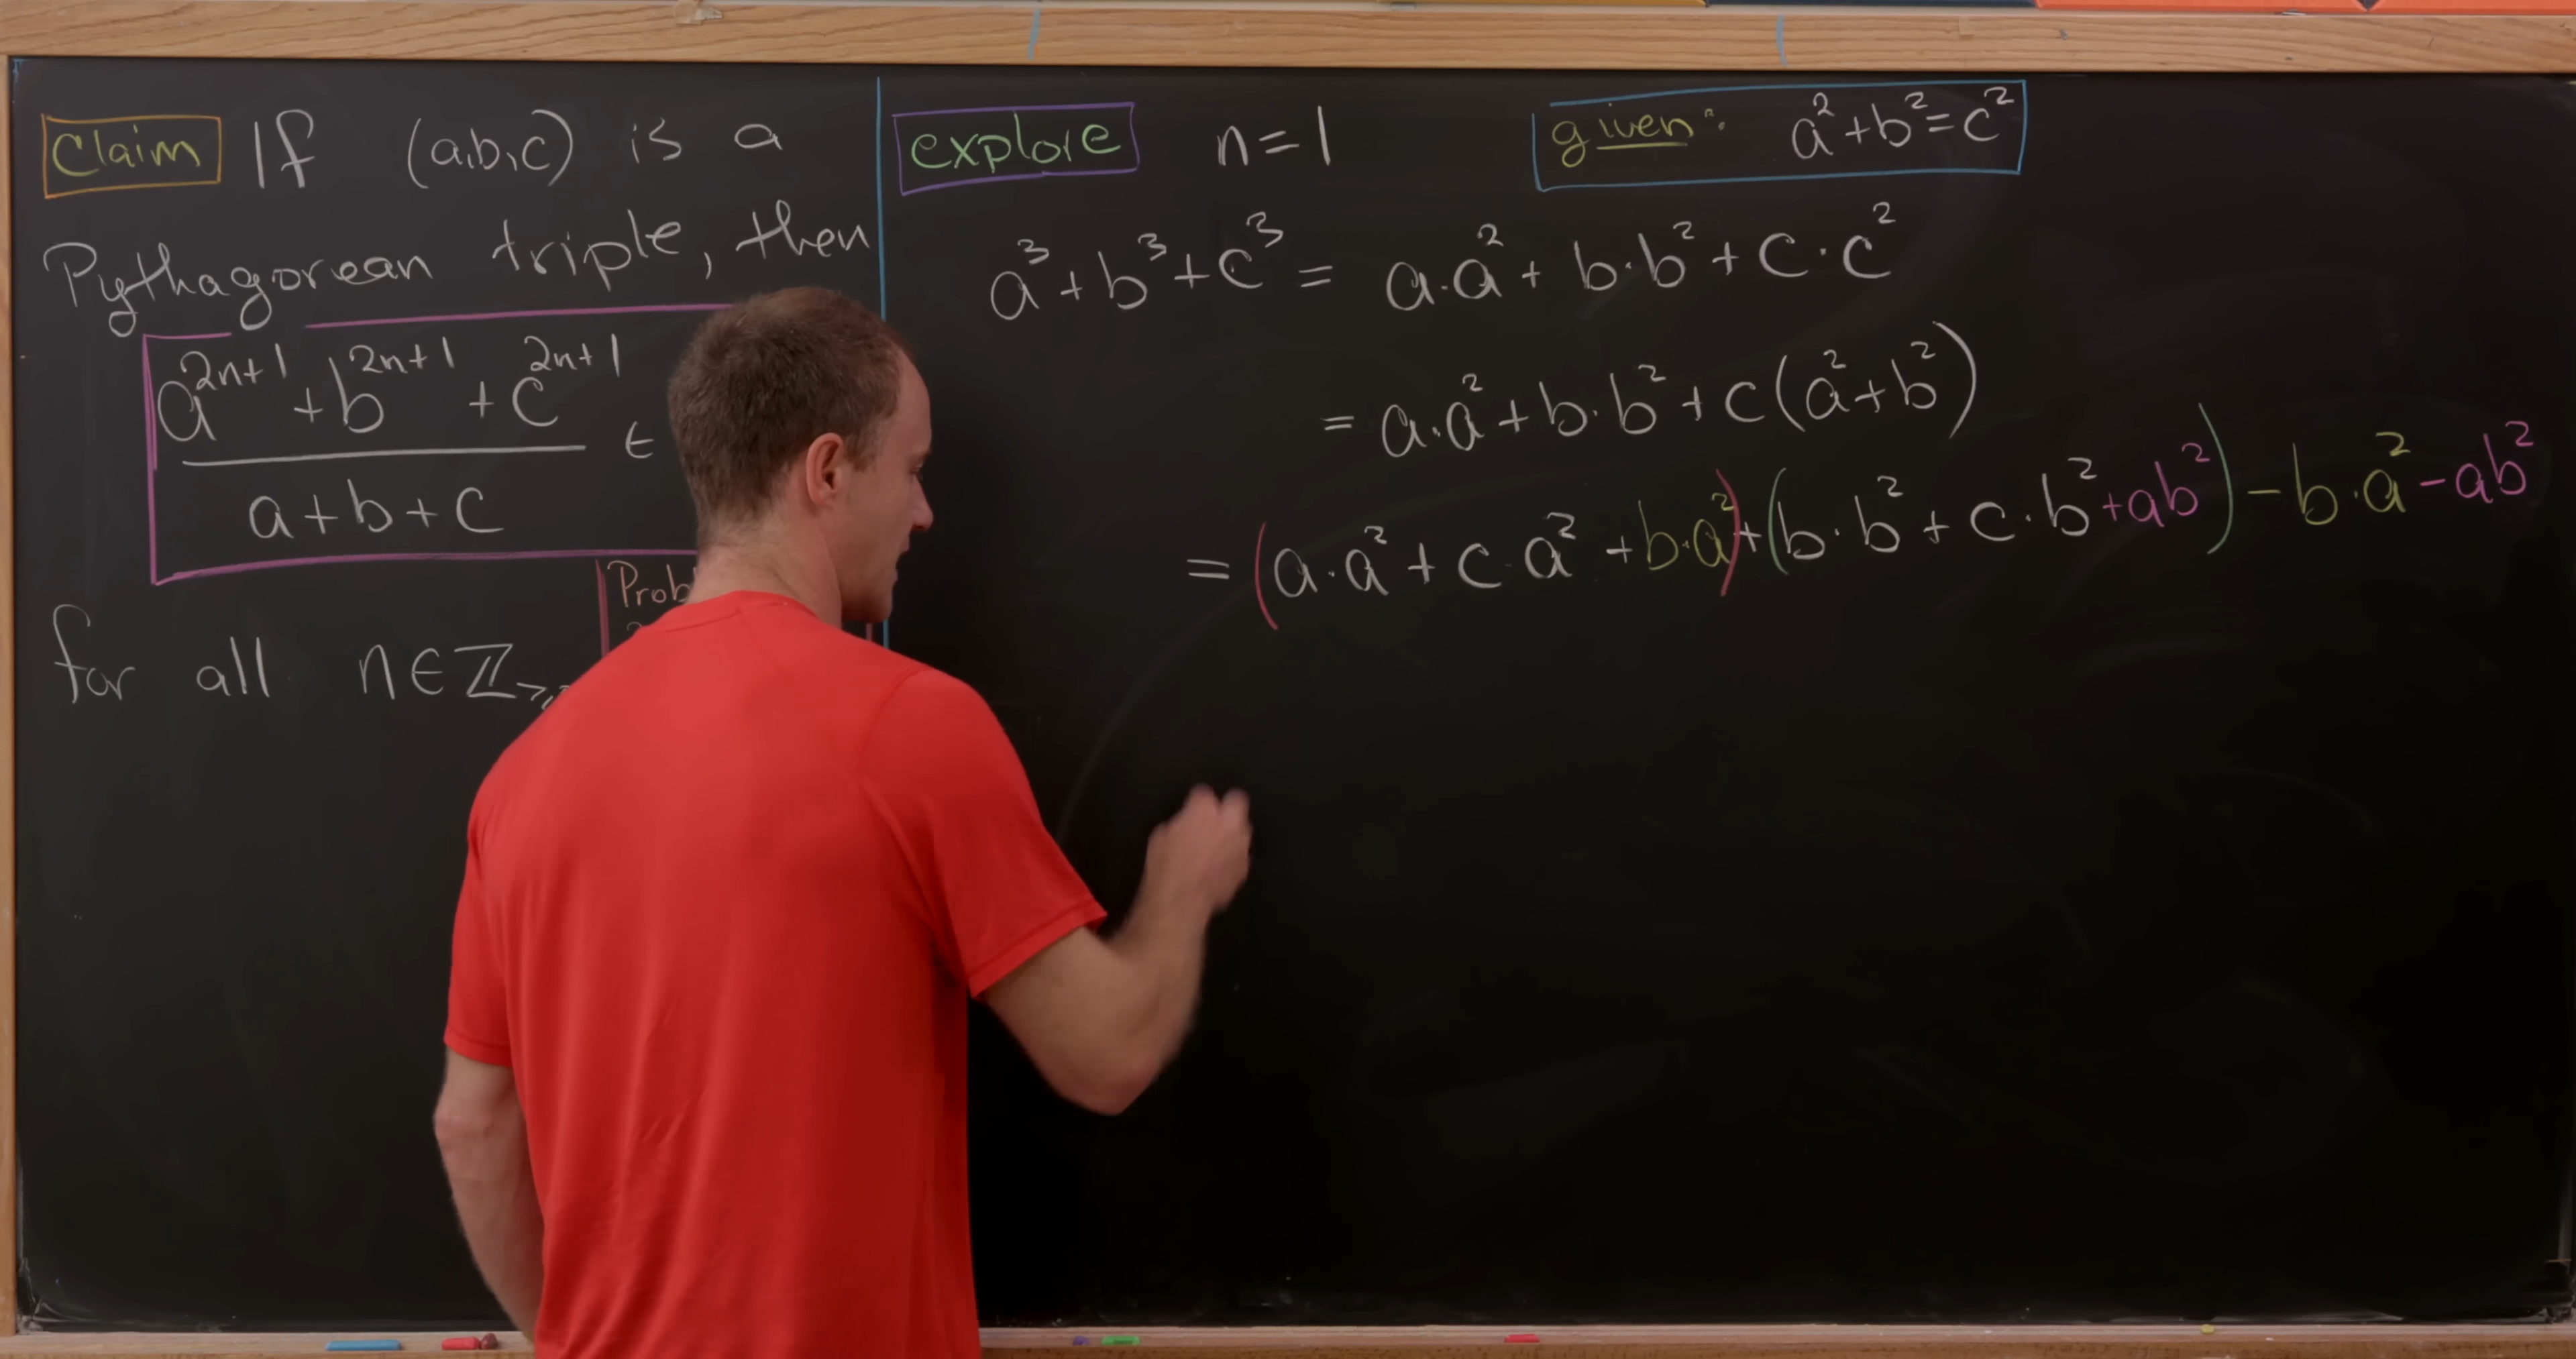 Claim If (a,b,c) is a
Pythagorean triple, then
a^{2n+1} + b^{2n+1} + c^{2n+1} ∈
a+b+c
for all n∈ℤ≥
explore n=1 given: a²+b²=c²
a³+b³+c³ = a·a² + b·b² + c·c²
= a·a² + b·b² + c(a²+b²)
= (a·a² + c·a² + b·a²) + (b·b² + c·b² + ab²) - b·a² - ab²